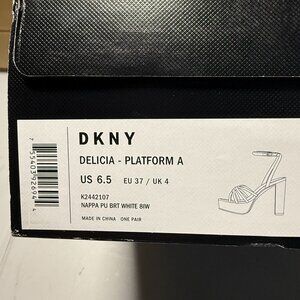 DKNY
DELICIA - PLATFORM A
US 6.5 EU 37 / UK 4
K2442107
NAPPA PU BRT WHITE BIW
MADE IN CHINA ONE PAIR